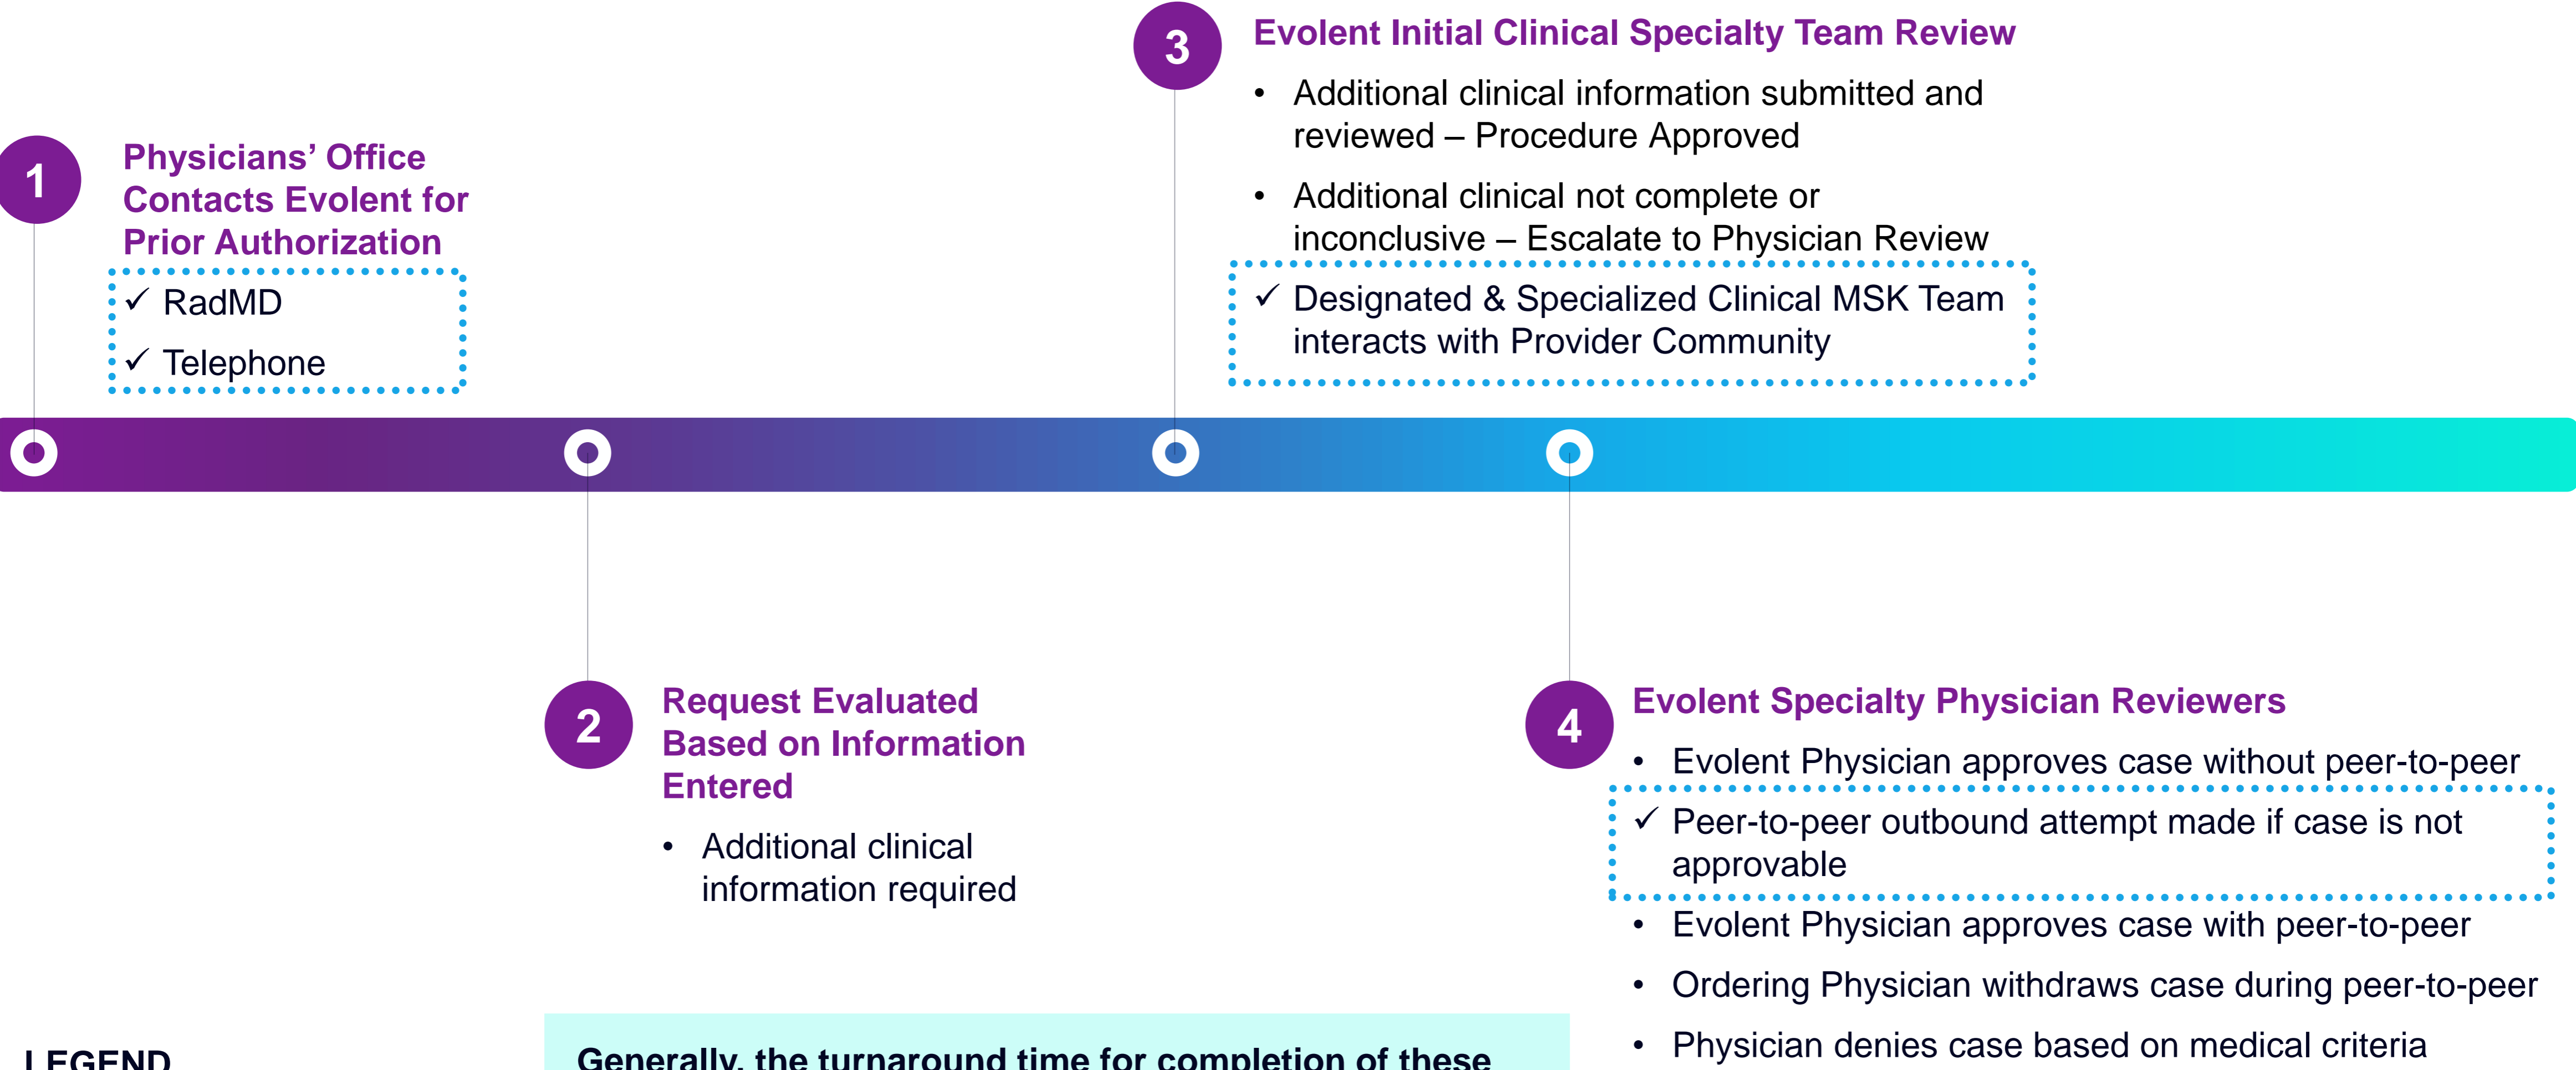 1
Physicians’ Office
Contacts Evolent for
Prior Authorization
✓ RadMD
✓ Telephone
2
Request Evaluated
Based on Information
Entered
• Additional clinical
information required
3
Evolent Initial Clinical Specialty Team Review
• Additional clinical information submitted and
reviewed – Procedure Approved
• Additional clinical not complete or
inconclusive – Escalate to Physician Review
✓ Designated & Specialized Clinical MSK Team
interacts with Provider Community
4
Evolent Specialty Physician Reviewers
• Evolent Physician approves case without peer-to-peer
✓ Peer-to-peer outbound attempt made if case is not
approvable
• Evolent Physician approves case with peer-to-peer
• Ordering Physician withdraws case during peer-to-peer
• Physician denies case based on medical criteria
LEGEND
Generally, the turnaround time for completion of these